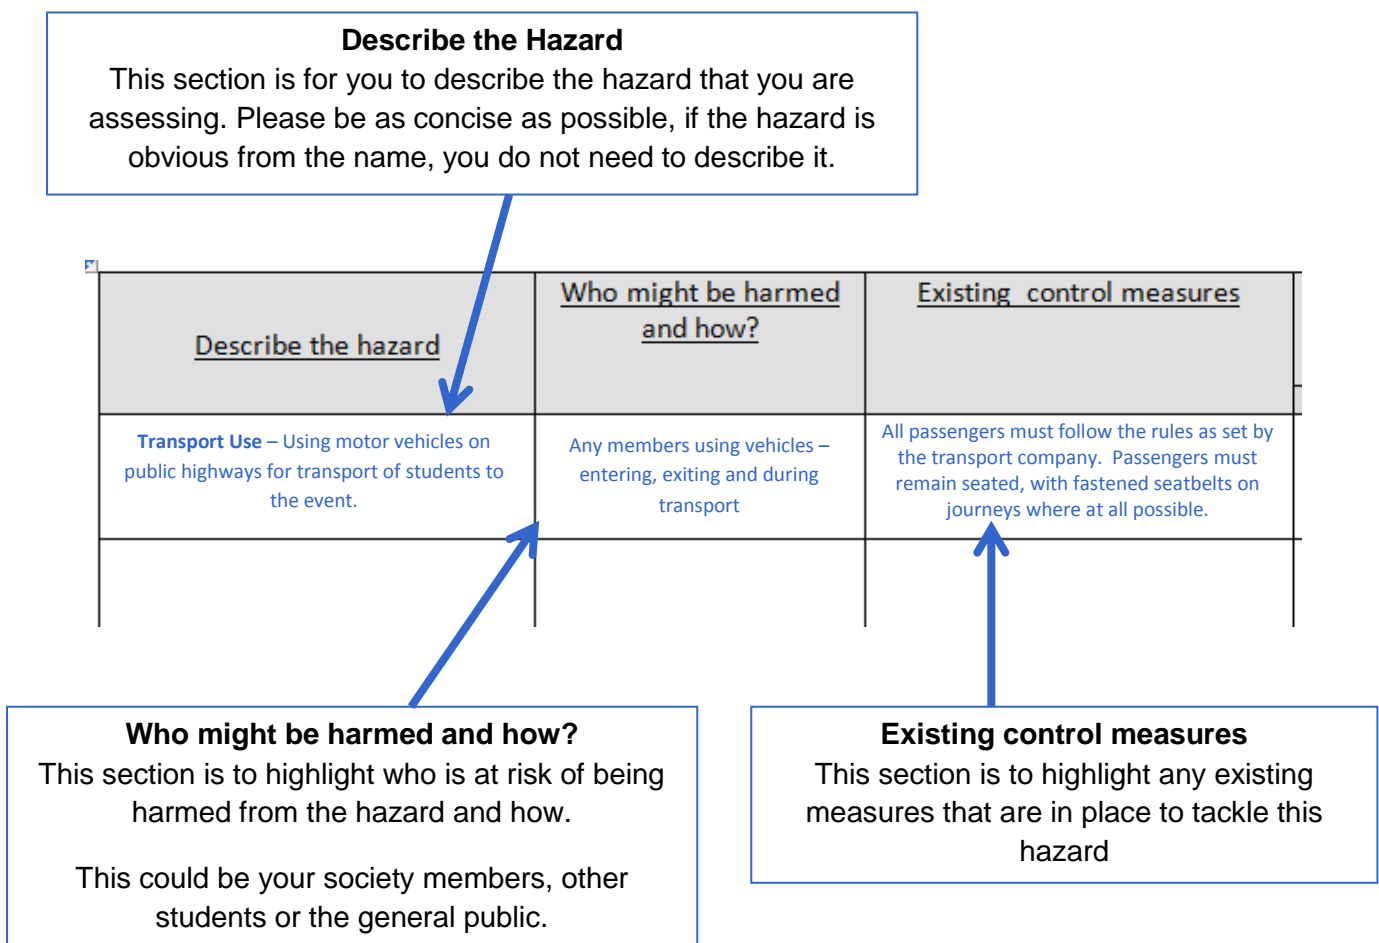 Describe the Hazard
This section is for you to describe the hazard that you are
assessing. Please be as concise as possible, if the hazard is
obvious from the name, you do not need to describe it.
Describe the hazard
Who might be harmed
and how?
Existing control measures
Transport Use – Using motor vehicles on
public highways for transport of students to
the event.
Any members using vehicles –
entering, exiting and during
transport
All passengers must follow the rules as set by
the transport company. Passengers must
remain seated, with fastened seatbelts on
journeys where at all possible.
Who might be harmed and how?
This section is to highlight who is at risk of being
harmed from the hazard and how.
This could be your society members, other
students or the general public.
Existing control measures
This section is to highlight any existing
measures that are in place to tackle this
hazard